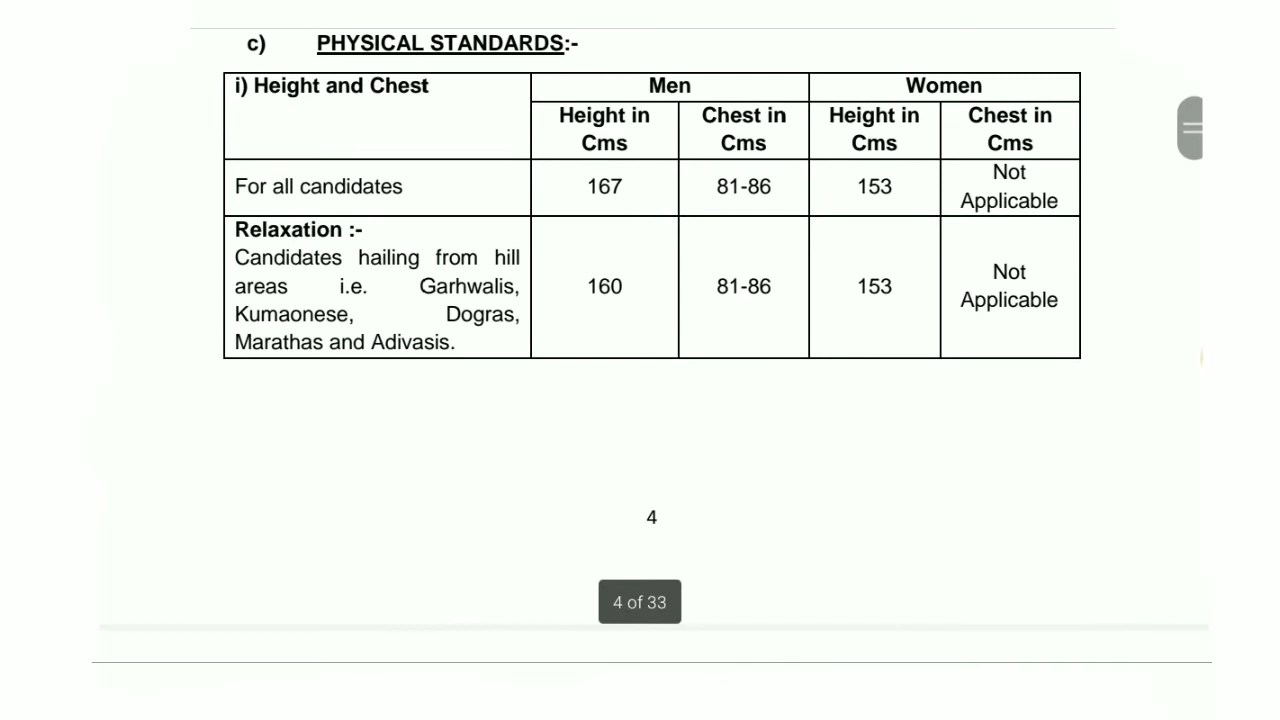 c) PHYSICAL STANDARDS:-
i) Height and Chest Men Women
Height in Cms Chest in Cms Height in Cms Chest in Cms
For all candidates 167 81-86 153 Not Applicable
Relaxation :-
Candidates hailing from hill
areas i.e. Garhwalis,
Kumaonese, Dogras,
Marathas and Adivasis.
160 81-86 153 Not Applicable
4
4 of 33